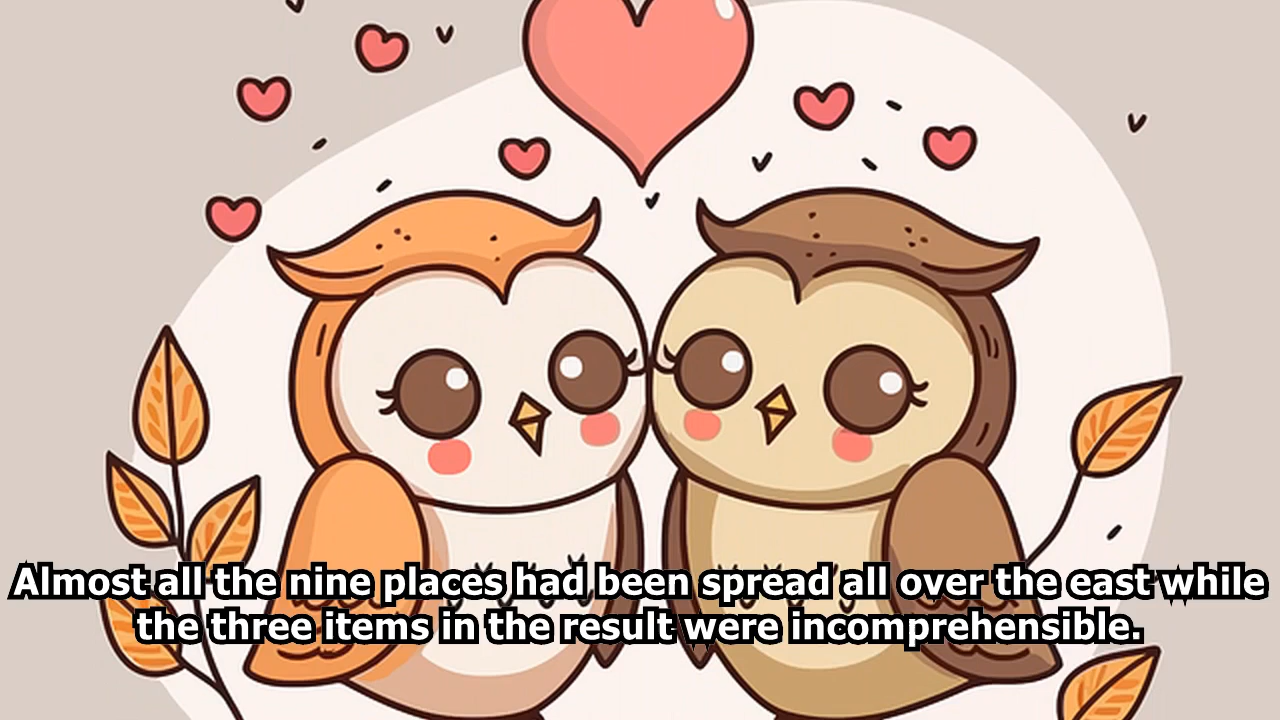 Almost all the nine places had been spread all over the east while
the three items in the result were incomprehensible.